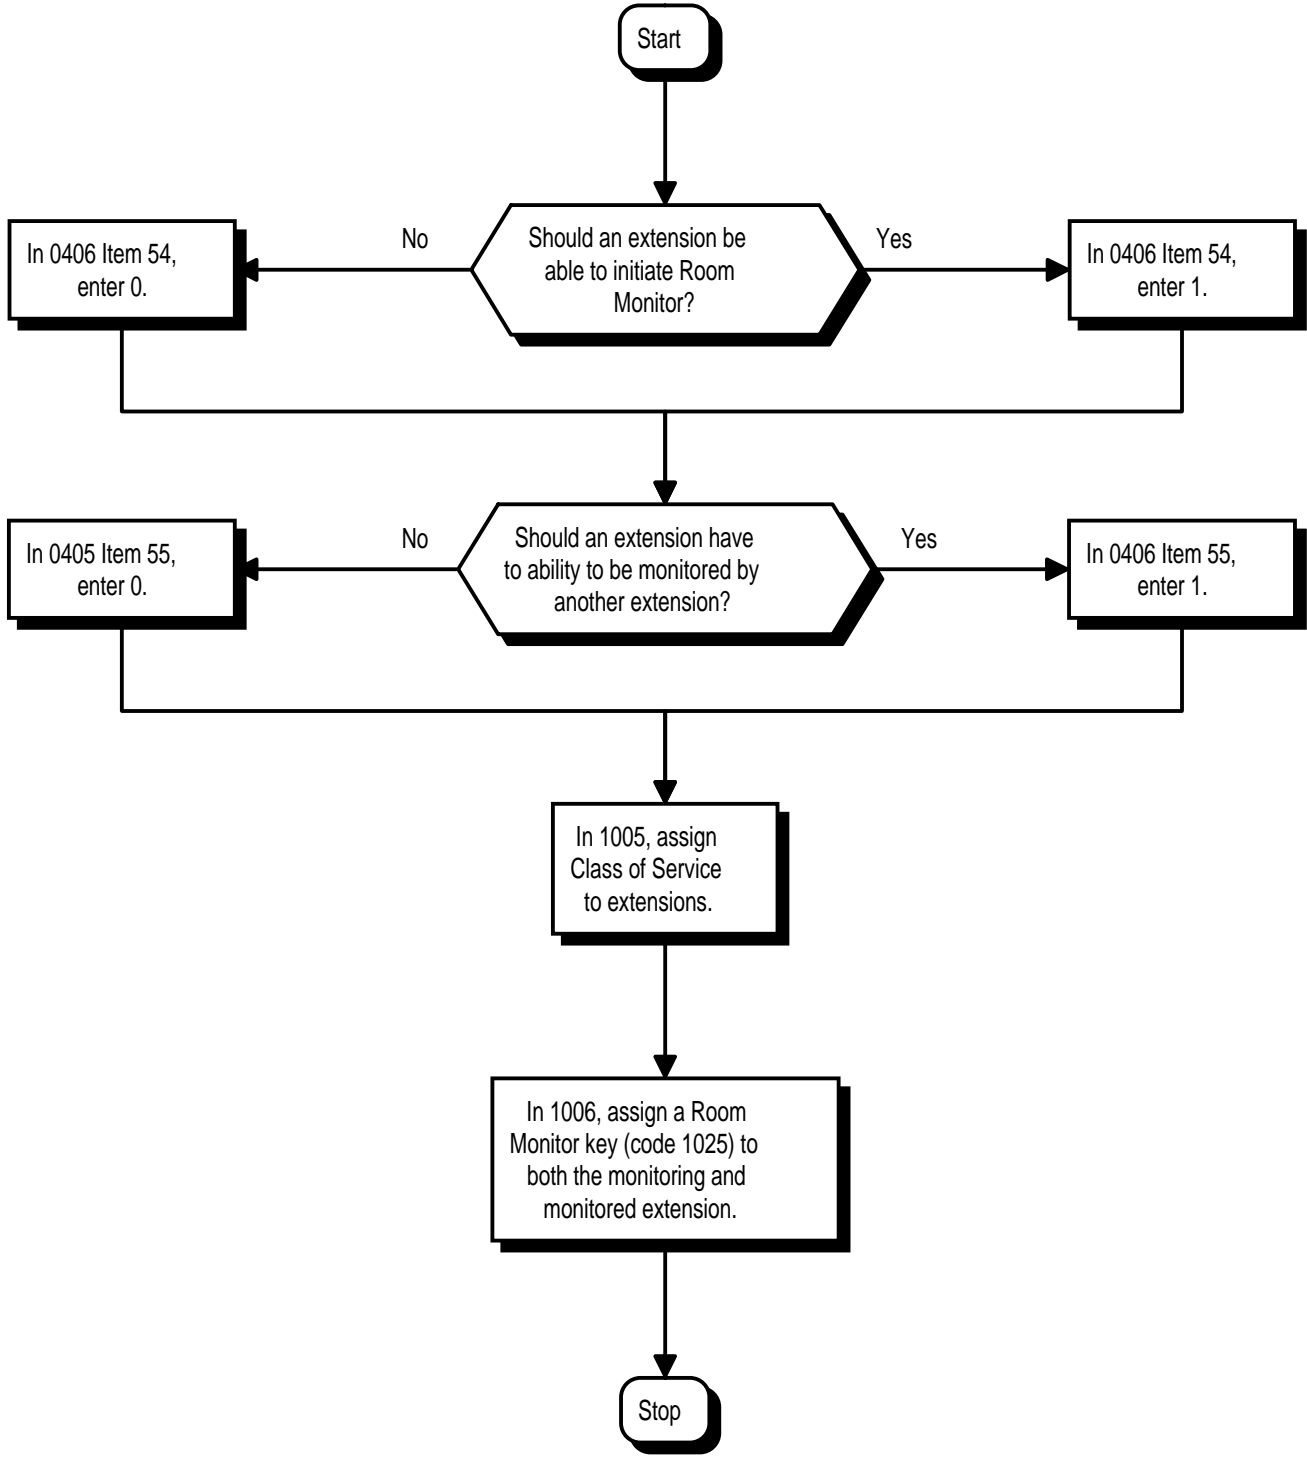 Start
No
Should an extension be
able to initiate Room
Monitor?
Yes
In 0406 Item 54,
enter 0.
In 0406 Item 54,
enter 1.
No
Should an extension have
to ability to be monitored by
another extension?
Yes
In 0405 Item 55,
enter 0.
In 0406 Item 55,
enter 1.
In 1005, assign
Class of Service
to extensions.
In 1006, assign a Room
Monitor key (code 1025) to
both the monitoring and
monitored extension.
Stop